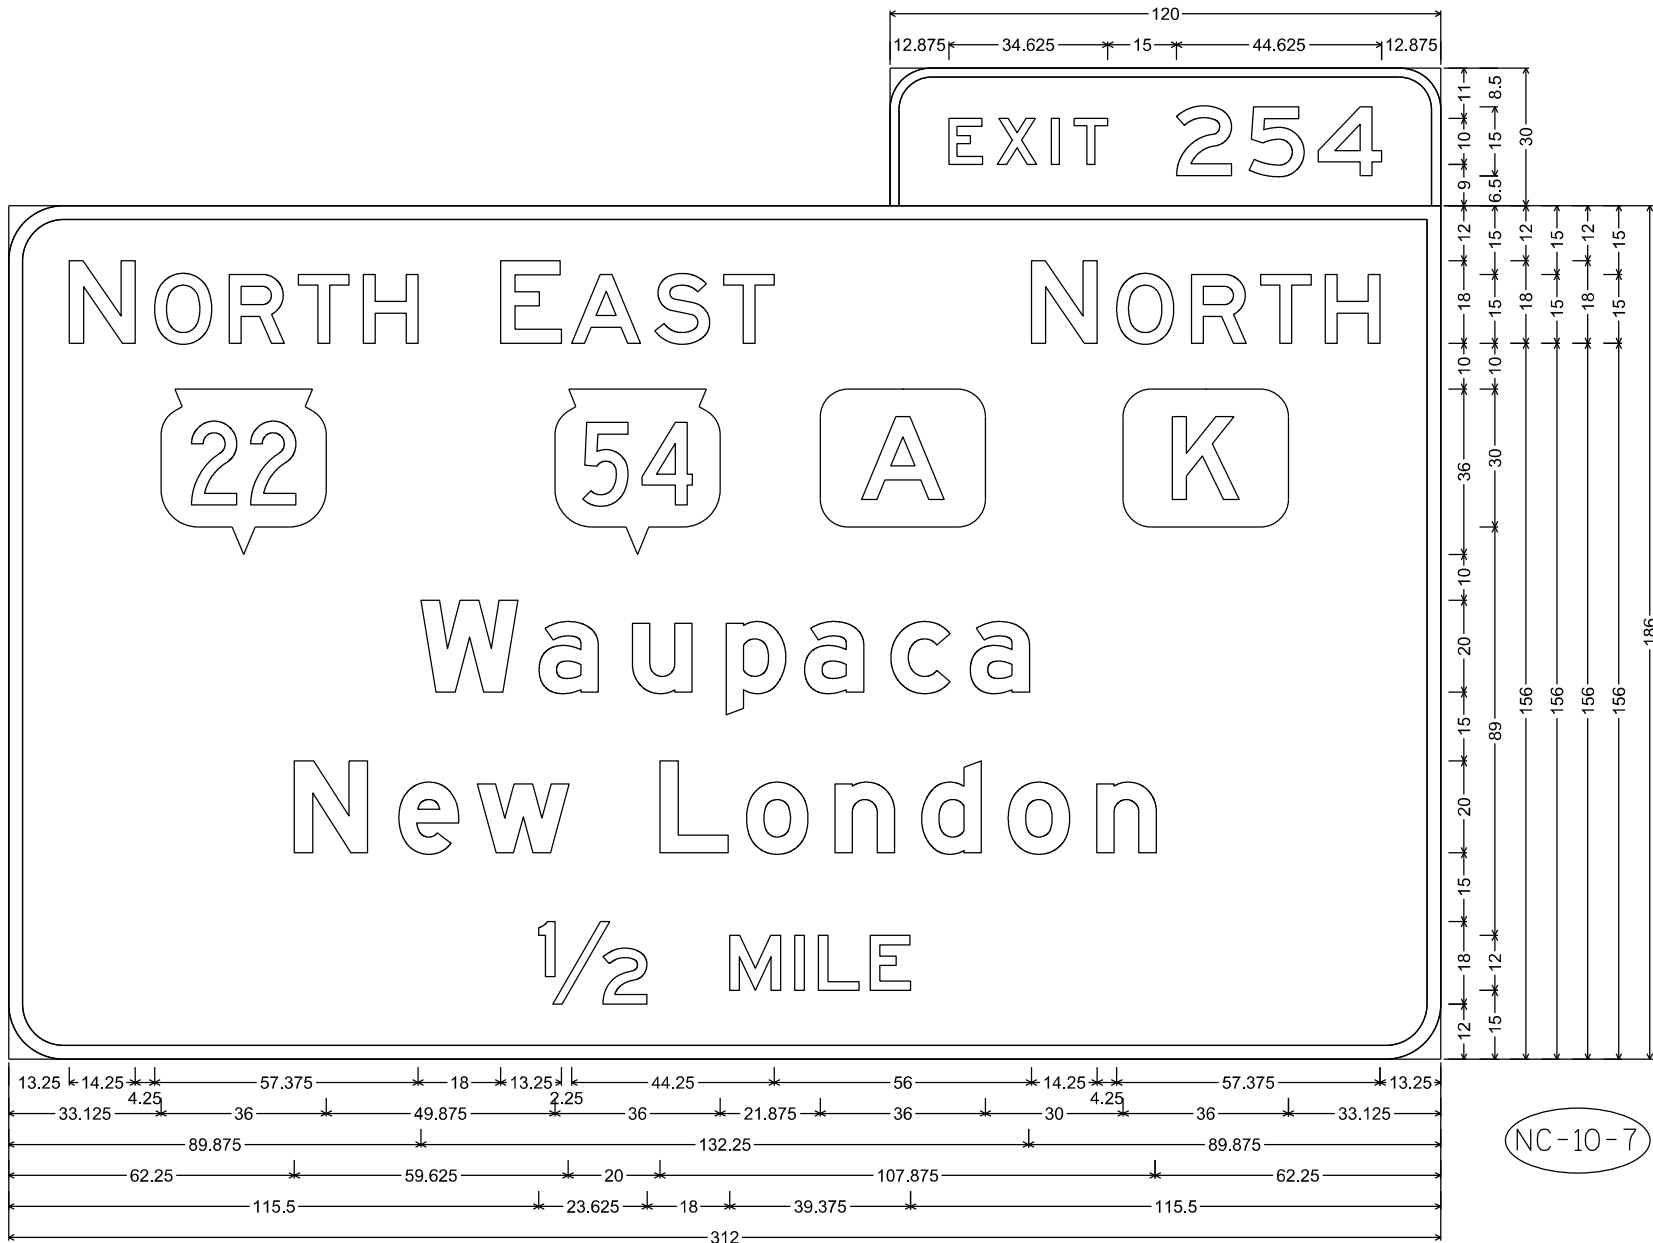 120
12.875 34.625 15 44.625 12.875
EXIT 254
11 10 9
8.5 15 6.5
30
NORTH EAST NORTH
22 54 A K
Waupaca
New London
1/2 MILE
12 18 10 36 10 20 15 20 15 18 12
15 15 10 30 89 12 15
12 18 156
15 15 156
12 18 156
15 15 156
186
13.25 14.25 4.25 57.375 18 13.25 2.25 44.25 56 14.25 4.25 57.375 13.25
33.125 36 49.875 36 21.875 36 30 36 33.125
89.875 132.25 89.875
62.25 59.625 20 107.875 62.25
115.5 23.625 18 39.375 115.5
312
NC-10-7